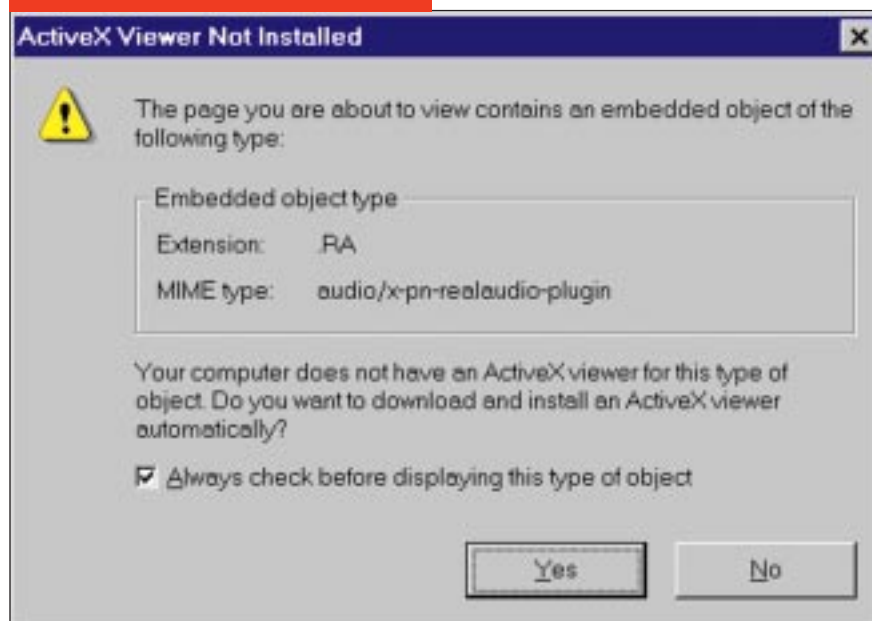 ActiveX Viewer Not Installed
The page you are about to view contains an embedded object of the
following type:
Embedded object type
Extension: .RA
MIME type: audio/x-pn-realaudio-plugin
Your computer does not have an ActiveX viewer for this type of
object. Do you want to download and install an ActiveX viewer
automatically?
Always check before displaying this type of object
Yes No